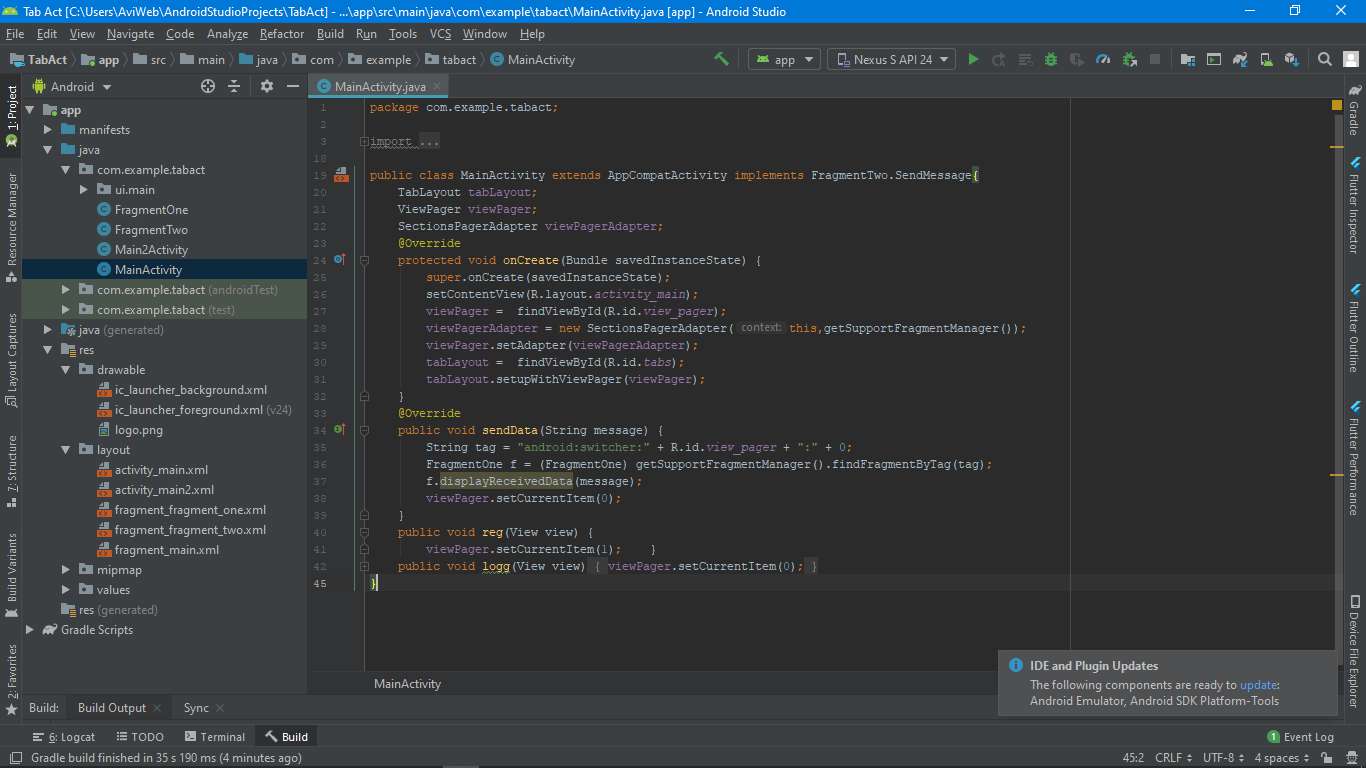 Tab Act [C:\Users\AviWeb\AndroidStudioProjects\TabAct] - ...\app\src\main\java\com\example\tabact\MainActivity.java [app] - Android Studio
File Edit View Navigate Code Analyze Refactor Build Run Tools VCS Window Help
TabAct app src main java com example tabact MainActivity app Nexus S API 24
1: Project
Resource Manager
Layout Captures
7: Structure
Build Variants
2: Favorites
Android
app
manifests
java
com.example.tabact
ui.main
FragmentOne
FragmentTwo
Main2Activity
MainActivity
com.example.tabact (androidTest)
com.example.tabact (test)
java (generated)
res
drawable
ic_launcher_background.xml
ic_launcher_foreground.xml (v24)
logo.png
layout
activity_main.xml
activity_main2.xml
fragment_fragment_one.xml
fragment_fragment_two.xml
fragment_main.xml
mipmap
values
res (generated)
Gradle Scripts
MainActivity.java
1 package com.example.tabact;
2
3 import ...
18
19 public class MainActivity extends AppCompatActivity implements FragmentTwo.SendMessage{
20 TabLayout tabLayout;
21 ViewPager viewPager;
22 SectionsPagerAdapter viewPagerAdapter;
23 @Override
24 protected void onCreate(Bundle savedInstanceState) {
25 super.onCreate(savedInstanceState);
26 setContentView(R.layout.activity_main);
27 viewPager = findViewById(R.id.view_pager);
28 viewPagerAdapter = new SectionsPagerAdapter( context: this,getSupportFragmentManager());
29 viewPager.setAdapter(viewPagerAdapter);
30 tabLayout = findViewById(R.id.tabs);
31 tabLayout.setupWithViewPager(viewPager);
32 }
33 @Override
34 public void sendData(String message) {
35 String tag = "android:switcher:" + R.id.view_pager + ":" + 0;
36 FragmentOne f = (FragmentOne) getSupportFragmentManager().findFragmentByTag(tag);
37 f.displayReceivedData(message);
38 viewPager.setCurrentItem(0);
39 }
40 public void reg(View view) {
41 viewPager.setCurrentItem(1); }
42 public void logg(View view) { viewPager.setCurrentItem(0); }
45 }
MainActivity
Gradle
Flutter Inspector
Flutter Outline
Flutter Performance
Device File Explorer
IDE and Plugin Updates
The following components are ready to update:
Android Emulator, Android SDK Platform-Tools
Build: Build Output Sync
6: Logcat TODO Terminal Build 1 Event Log
Gradle build finished in 35 s 190 ms (4 minutes ago) 45:2 CRLF UTF-8 4 spaces